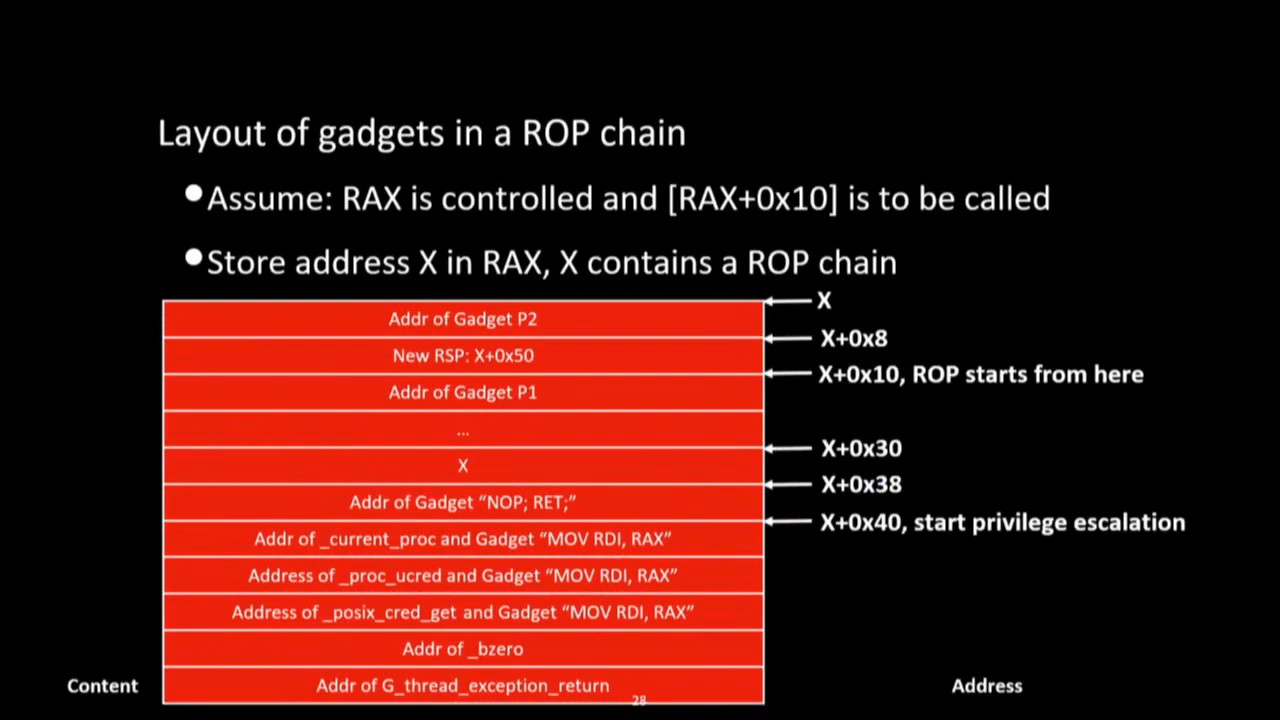 Layout of gadgets in a ROP chain
•Assume: RAX is controlled and [RAX+0x10] is to be called
•Store address X in RAX, X contains a ROP chain
X
Addr of Gadget P2
X+0x8
New RSP: X+0x50
X+0x10, ROP starts from here
Addr of Gadget P1
...
X+0x30
X
X+0x38
Addr of Gadget “NOP; RET;”
X+0x40, start privilege escalation
Addr of _current_proc and Gadget “MOV RDI, RAX”
Address of _proc_ucred and Gadget “MOV RDI, RAX”
Address of _posix_cred_get and Gadget “MOV RDI, RAX”
Addr of _bzero
Content
Addr of G_thread_exception_return
Address
28